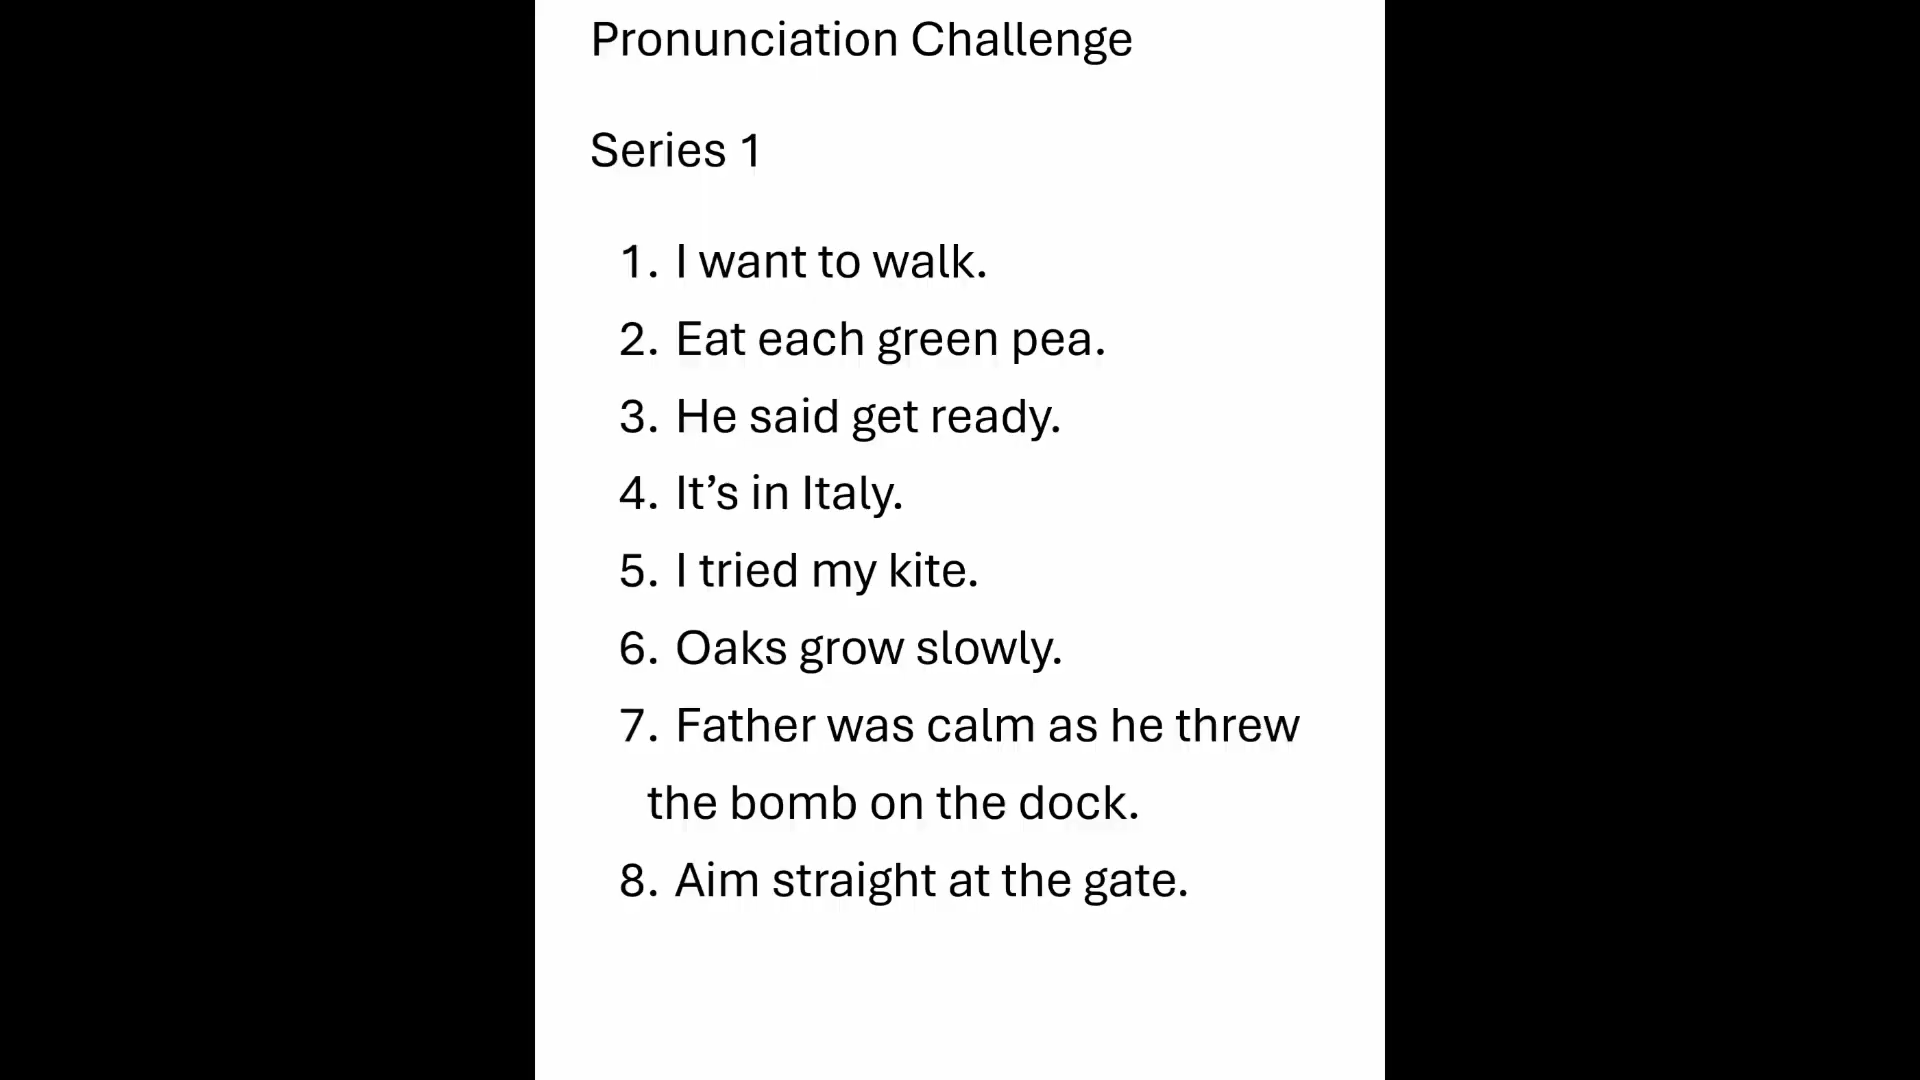 Pronunciation Challenge
Series 1
1. I want to walk.
2. Eat each green pea.
3. He said get ready.
4. It’s in Italy.
5. I tried my kite.
6. Oaks grow slowly.
7. Father was calm as he threw
the bomb on the dock.
8. Aim straight at the gate.